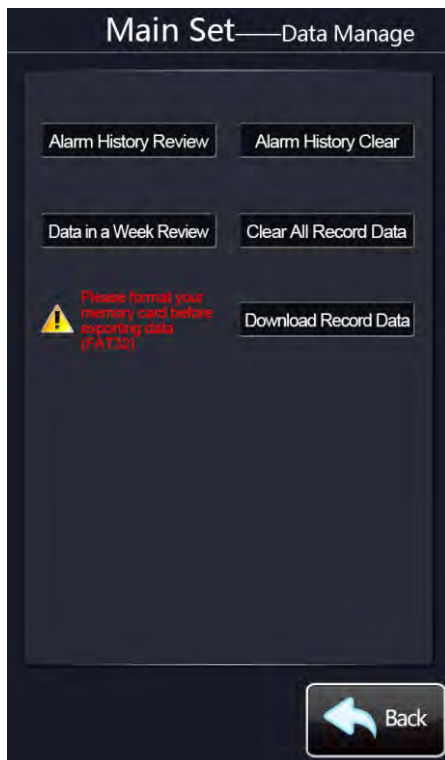 Main Set——Data Manage
Alarm History Review
Alarm History Clear
Data in a Week Review
Clear All Record Data
Please format your
memory card before
exporting data
(FAT32)
Download Record Data
Back